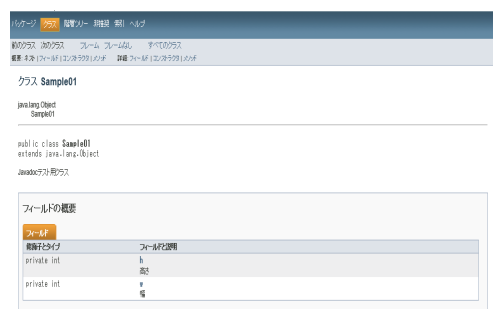 パッケージ クラス 階層ツリー 非推奨 索引 ヘルプ
前のクラス 次のクラス フレーム フレームなし すべてのクラス
概要: ネスト | フィールド | コンストラクタ | メソッド 詳細: フィールド | コンストラクタ | メソッド
クラス Sample01
java.lang.Object
Sample01
public class Sample01
extends java.lang.Object
Javadocテスト用クラス
フィールドの概要
フィールド
修飾子とタイプ フィールドと説明
private int h
高さ
private int w
幅